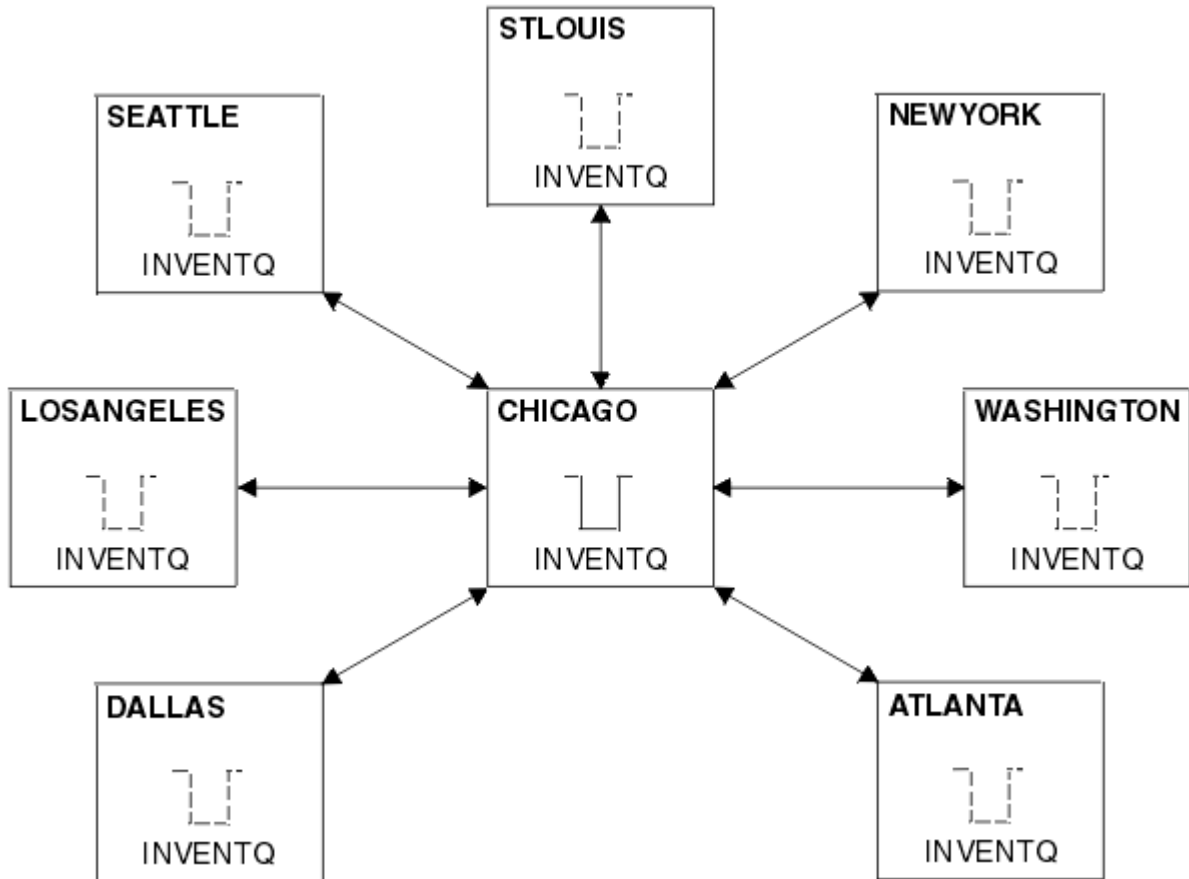 STLOUIS
INVENTQ
SEATTLE
INVENTQ
NEWYORK
INVENTQ
LOSANGELES
INVENTQ
CHICAGO
INVENTQ
WASHINGTON
INVENTQ
DALLAS
INVENTQ
ATLANTA
INVENTQ